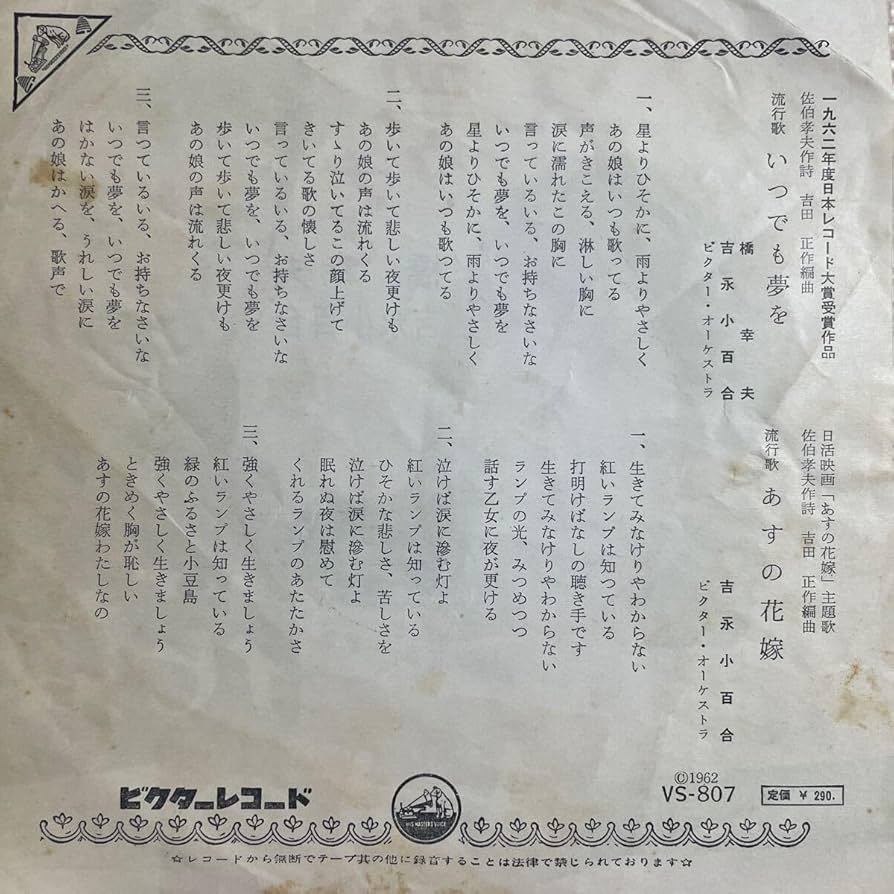 一九六二年度日本レコード大賞受賞作品
佐伯孝夫作詩 吉田 正作編曲
流行歌 いつでも夢を
橋 幸夫
吉永小百合
ビクター・オーケストラ
一、星よりひそかに、雨よりやさしく
あの娘はいつも歌ってる
声がきこえる、淋しい胸に
涙に濡れたこの胸に
言っているいる、お持ちなさいな
いつでも夢を、いつでも夢を
星よりひそかに、雨よりやさしく
あの娘はいつも歌つてる
二、歩いて歩いて悲しい夜更けも
あの娘の声は流れくる
すゝり泣いてるこの顔上げて
きいてる歌の懐しさ
言っているいる、お持ちなさいな
いつでも夢を、いつでも夢を
歩いて歩いて悲しい夜更けも
あの娘の声は流れくる
三、言つているいる、お持ちなさいな
いつでも夢を、いつでも夢を
はかない涙を、うれしい涙に
あの娘はかへる、歌声で
日活映画「あすの花嫁」主題歌
佐伯孝夫作詩 吉田 正作編曲
流行歌 あすの花嫁
吉永小百合
ビクター・オーケストラ
一、生きてみなけりやわからない
紅いランプは知つている
打明けばなしの聴き手です
生きてみなけりやわからない
ランプの光、みつめつつ
話す乙女に夜が更ける
二、泣けば涙に滲む灯よ
紅いランプは知っている
ひそかな悲しさ、苦しさを
泣けば涙に滲む灯よ
眠れぬ夜は慰めて
くれるランプのあたたかさ
三、強くやさしく生きましょう
紅いランプは知っている
緑のふるさと小豆島
強くやさしく生きましょう
ときめく胸が恥しい
あすの花嫁わたしなの
ビクターレコード
HIS MASTER'S VOICE
©1962
VS-807
定価 ¥ 290.
☆レコードから無断でテープ其の他に録音することは法律で禁じられております☆